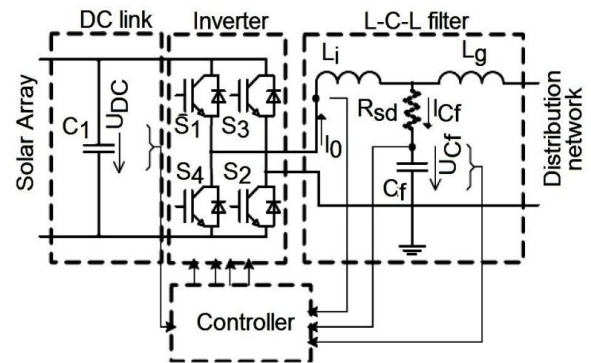 DC link
Inverter
L-C-L filter
Solar Array
C1
UDC
S1
S3
S4
S2
I0
Li
Lg
Rsd
ICf
UCf
Cf
Distribution
network
Controller